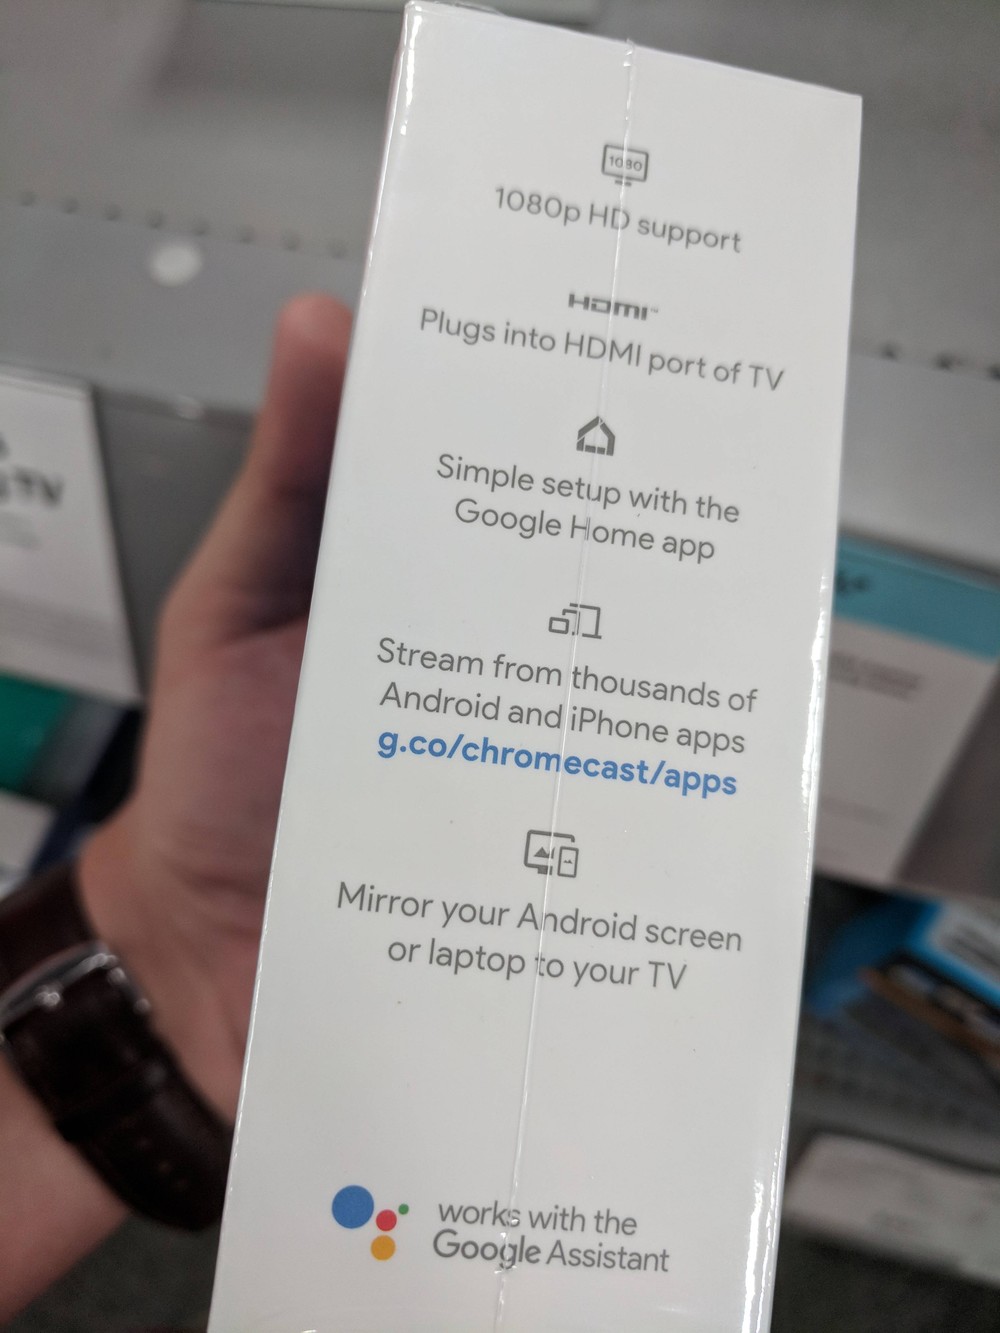 1080
1080p HD support
HDMI™
Plugs into HDMI port of TV
Simple setup with the
Google Home app
Stream from thousands of
Android and iPhone apps
g.co/chromecast/apps
Mirror your Android screen
or laptop to your TV
works with the
Google Assistant
TV